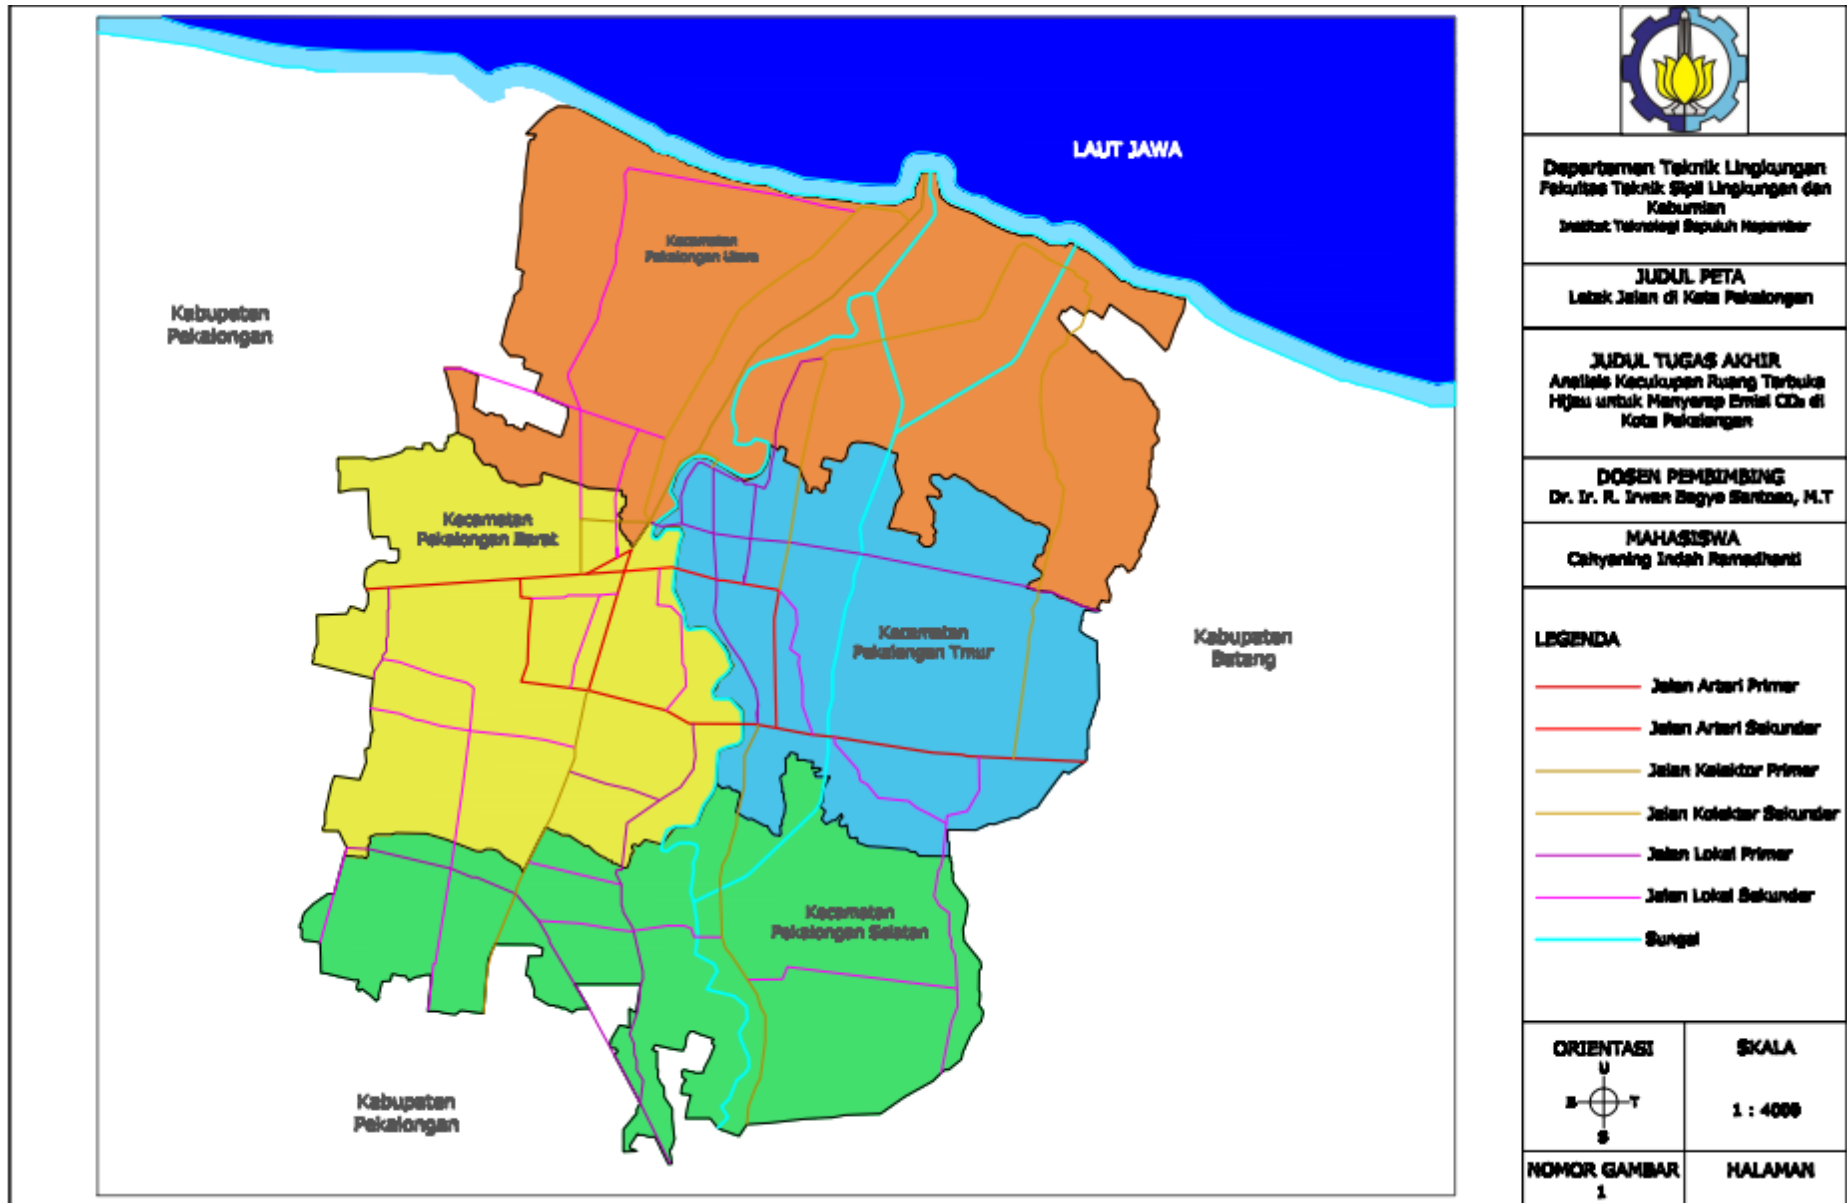 LAUT JAWA
Kecamatan
Pekalongan Utara
Kabupaten
Pekalongan
Kecamatan
Pekalongan Barat
Kecamatan
Pekalongan Tmur
Kabupaten
Batang
Kecamatan
Pekalongan Selatan
Kabupaten
Pekalongan
Departemen Teknik Lingkungan
Fakultas Teknik Sipil Lingkungan dan
Kebumian
Institut Teknologi Sepuluh Nopember
JUDUL PETA
Letak Jalan di Kota Pekalongan
JUDUL TUGAS AKHIR
Analisis Kecukupan Ruang Terbuka
Hijau untuk Menyerap Emisi CO₂ di
Kota Pekalongan
DOSEN PEMBIMBING
Dr. Ir. R. Irwan Bagyo Santoso, M.T
MAHASISWA
Cahyaning Indah Ramadhanti
LEGENDA
Jalan Arteri Primer
Jalan Arteri Sekunder
Jalan Kolektor Primer
Jalan Kolektor Sekunder
Jalan Lokal Primer
Jalan Lokal Sekunder
Sungai
ORIENTASI
U
B T
S
SKALA
1 : 4000
NOMOR GAMBAR
1
HALAMAN